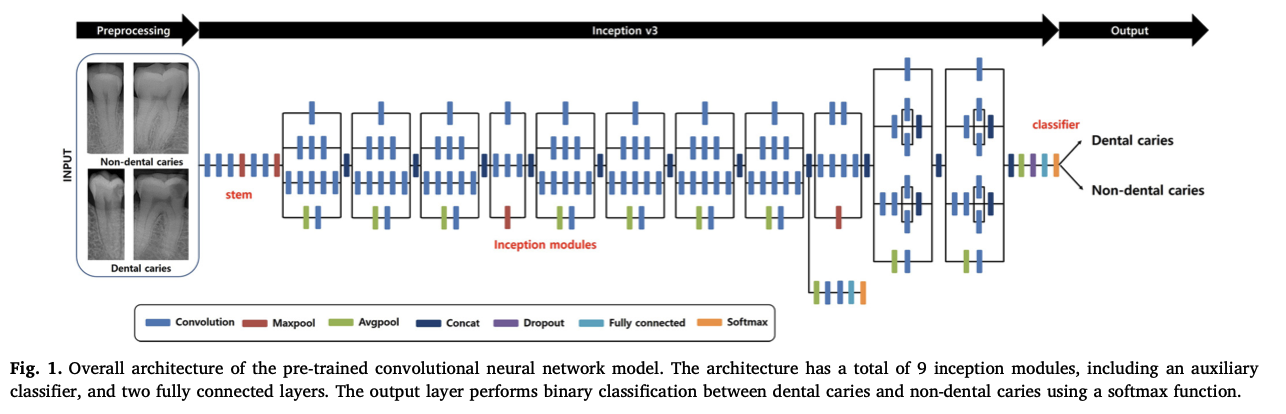 Preprocessing
Inception v3
Output
INPUT
Non-dental caries
Dental caries
stem
Inception modules
classifier
Dental caries
Non-dental caries
Convolution
Maxpool
Avgpool
Concat
Dropout
Fully connected
Softmax
Fig. 1. Overall architecture of the pre-trained convolutional neural network model. The architecture has a total of 9 inception modules, including an auxiliary
classifier, and two fully connected layers. The output layer performs binary classification between dental caries and non-dental caries using a softmax function.